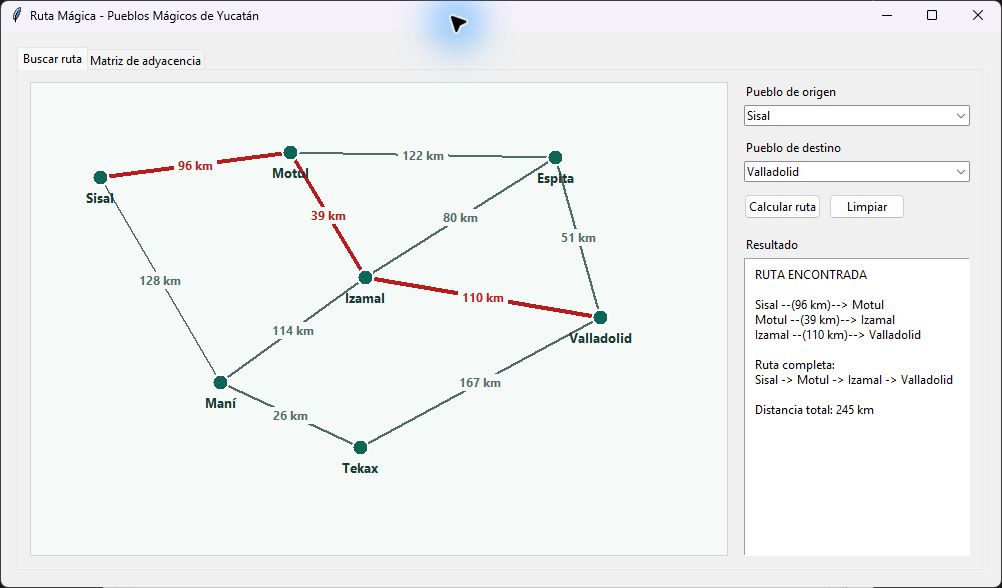 Ruta Mágica - Pueblos Mágicos de Yucatán
Buscar ruta
Matriz de adyacencia
96 km
122 km
Motul
Sisal
Espita
39 km
80 km
51 km
128 km
Izamal
110 km
114 km
Valladolid
167 km
Maní
26 km
Tekax
Pueblo de origen
Sisal
Pueblo de destino
Valladolid
Calcular ruta
Limpiar
Resultado
RUTA ENCONTRADA
Sisal --(96 km)--> Motul
Motul --(39 km)--> Izamal
Izamal --(110 km)--> Valladolid
Ruta completa:
Sisal -> Motul -> Izamal -> Valladolid
Distancia total: 245 km